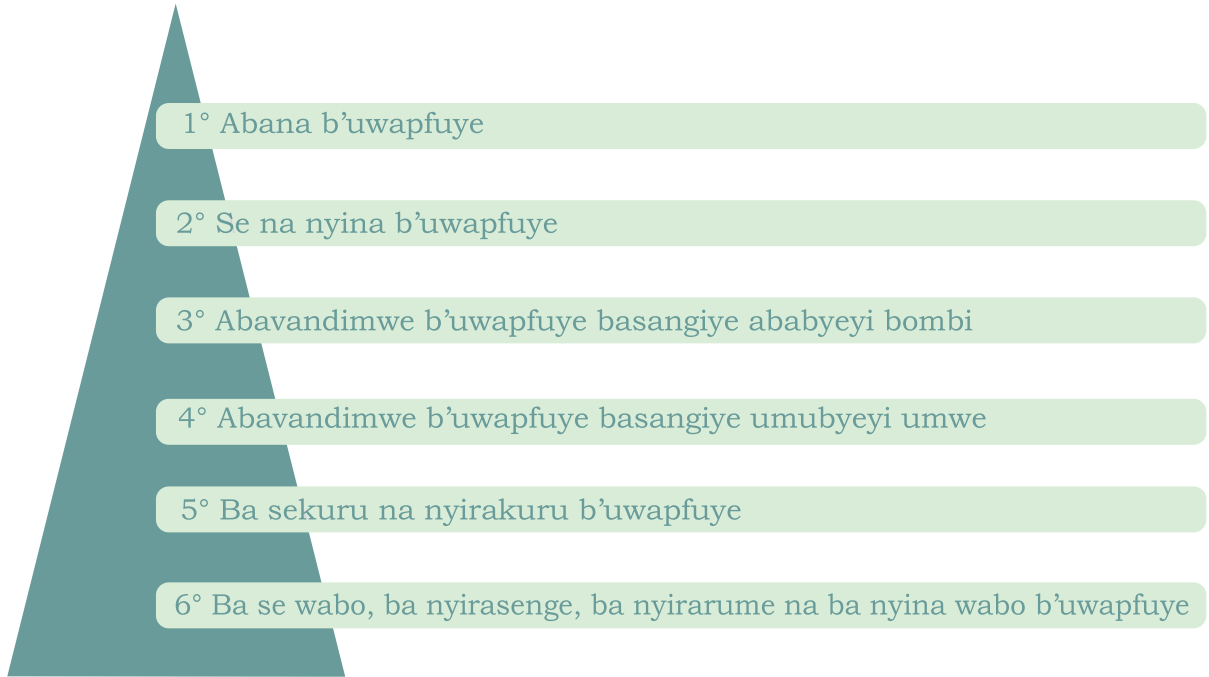 1° Abana b’uwapfuye
2° Se na nyina b’uwapfuye
3° Abavandimwe b’uwapfuye basangiye ababyeyi bombi
4° Abavandimwe b’uwapfuye basangiye umubyeyi umwe
5° Ba sekuru na nyirakuru b’uwapfuye
6° Ba se wabo, ba nyirasenge, ba nyirarume na ba nyina wabo b’uwapfuye